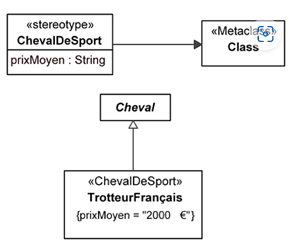 «stereotype»
ChevalDeSport
prixMoyen : String
«Metaclass»
Class
Cheval
«ChevalDeSport»
TrotteurFrançais
{prixMoyen = "2000 €"}